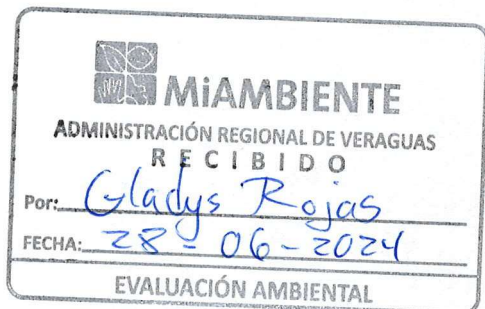 MiAMBIENTE
ADMINISTRACIÓN REGIONAL DE VERAGUAS
RECIBIDO
Por: Gladys Rojas
FECHA: 28 - 06 - 2024
EVALUACIÓN AMBIENTAL